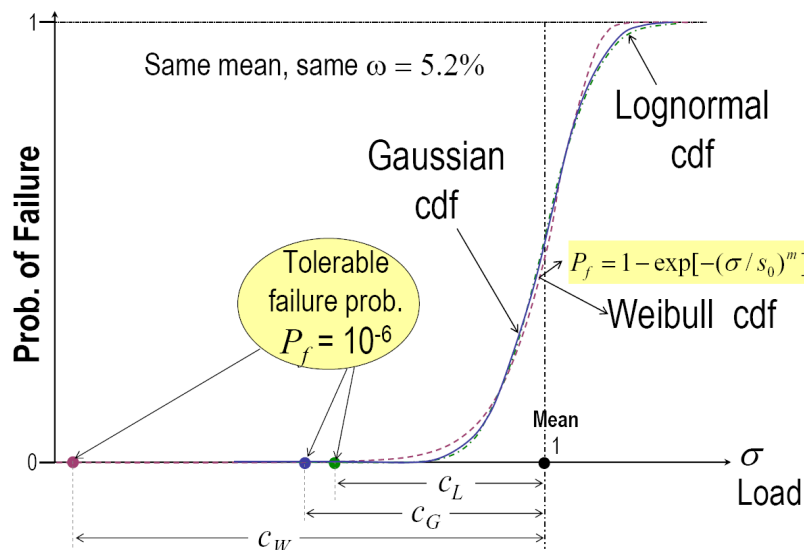 1
Same mean, same ω = 5.2%
Lognormal
cdf
Gaussian
cdf
Prob. of Failure
Tolerable
failure prob.
P_f = 10^-6
P_f = 1 − exp[−(σ/s_0)^m]
Weibull cdf
Mean
1
0
σ
Load
c_L
c_G
c_W